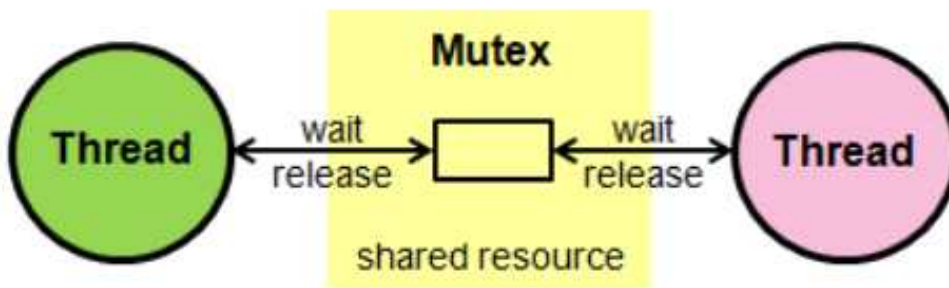 Mutex
Thread
wait
release
wait
release
Thread
shared resource